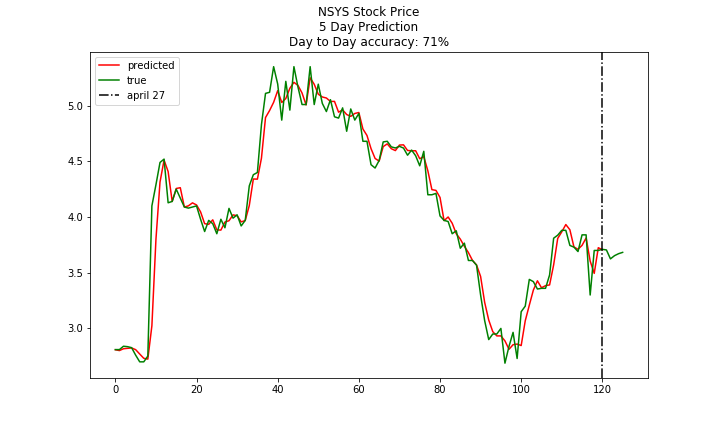 NSYS Stock Price
5 Day Prediction
Day to Day accuracy: 71%
predicted
true
april 27
5.0
4.5
4.0
3.5
3.0
0 20 40 60 80 100 120